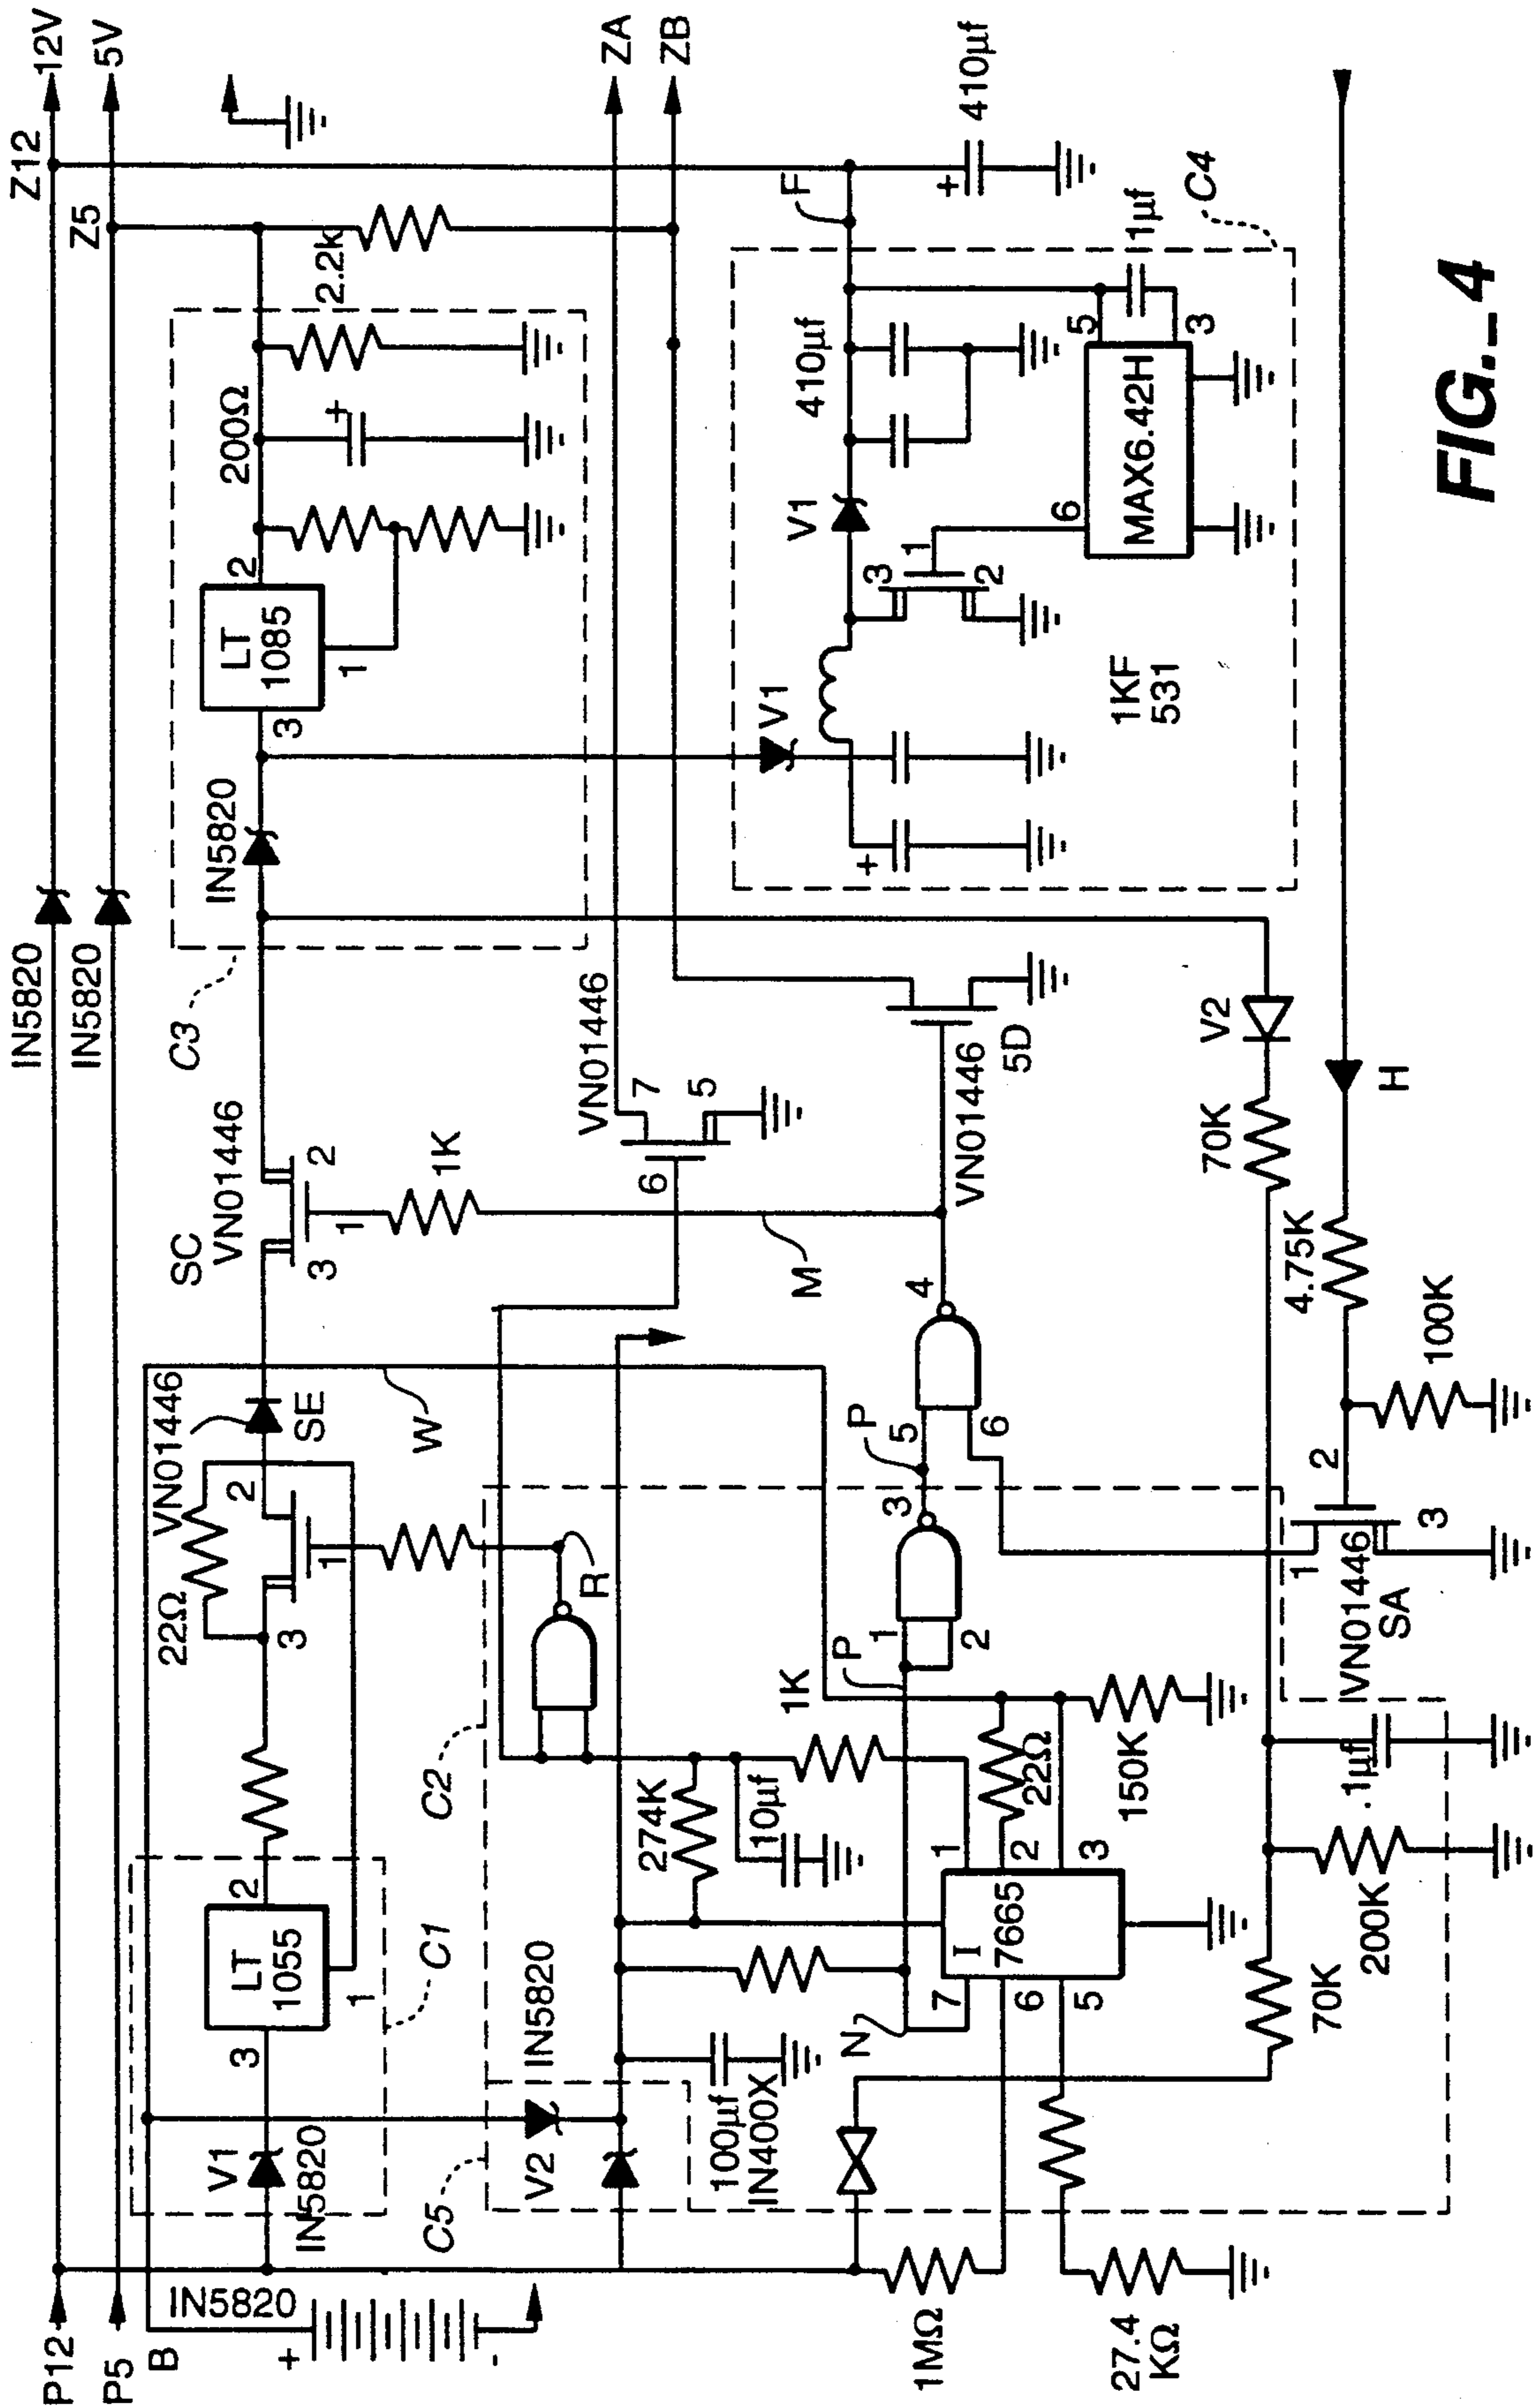 P12
P5
B
+
-
IN5820
IN5820
IN5820
Z12
12V
Z5
5V
V1
IN5820
3
LT
1055
2
1
C1
22Ω
3
VN01446
2
1
SE
W
SC
VN01446
3
2
1
1K
C3
IN5820
3
LT
1085
2
1
200Ω
+
2.2k
ZA
ZB
C5
V2
IN5820
100µf
IN400X
C2
R
274K
10µf
1K
N
7
6
5
I
7665
1
2
3
22Ω
150K
P
1
2
3
P
5
6
4
M
VN01446
7
5
6
VN01446
5D
V1
+
V1
3
1
2
1KF
531
410µf
6
MAX6.42H
5
3
1µf
F
+
410µf
C4
1MΩ
27.4
KΩ
70K
200K
.1µf
VN01446
SA
1
2
3
100K
4.75K
70K
V2
H
FIG._4